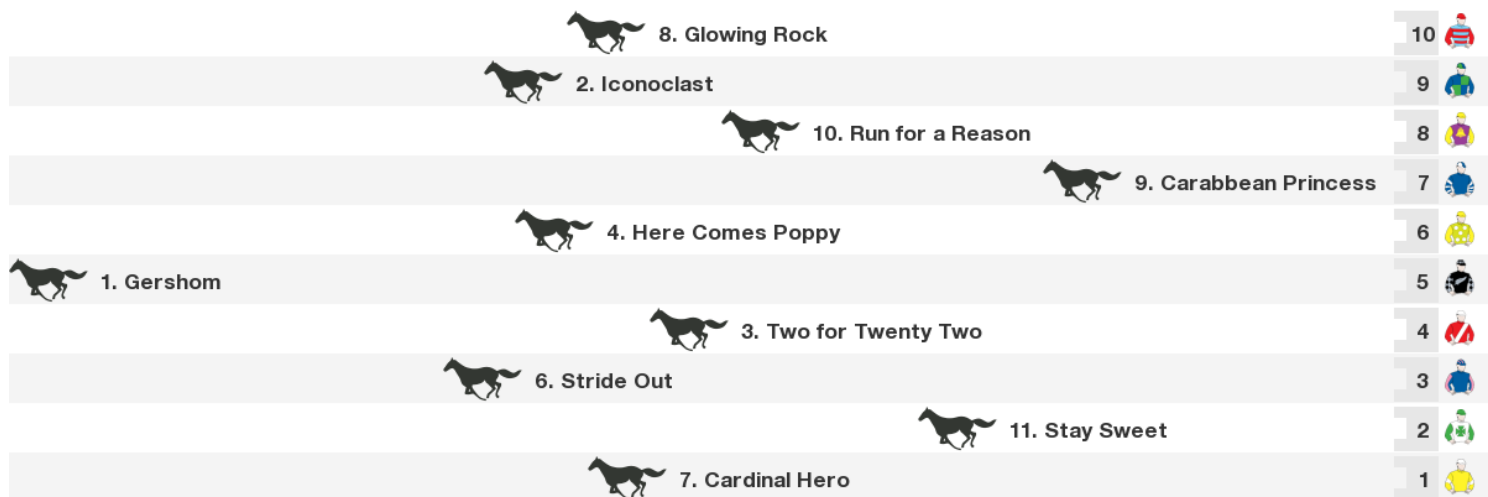 8. Glowing Rock 10
2. Iconoclast 9
10. Run for a Reason 8
9. Carabbean Princess 7
4. Here Comes Poppy 6
1. Gershom 5
3. Two for Twenty Two 4
6. Stride Out 3
11. Stay Sweet 2
7. Cardinal Hero 1